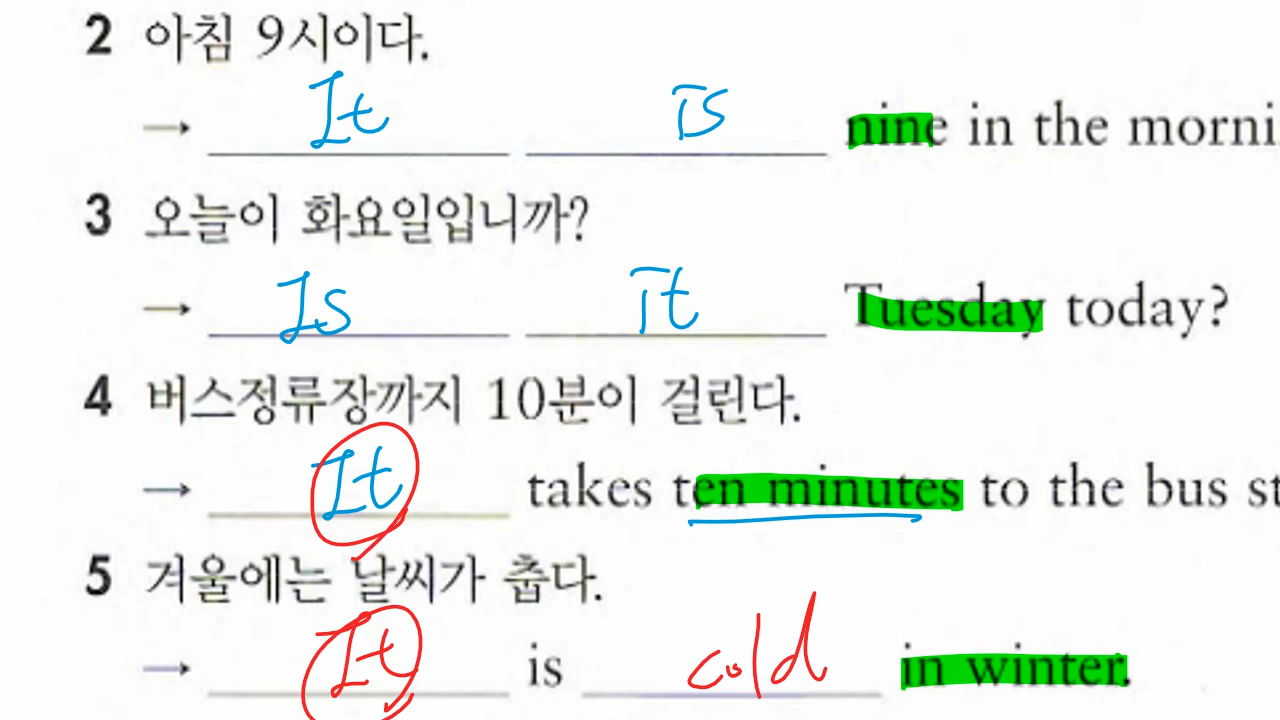 2 아침 9시이다.
→ It is nine in the morni
3 오늘이 화요일입니까?
→ Is it Tuesday today?
4 버스정류장까지 10분이 걸린다.
→ It takes ten minutes to the bus st
5 겨울에는 날씨가 춥다.
→ It is cold in winter.